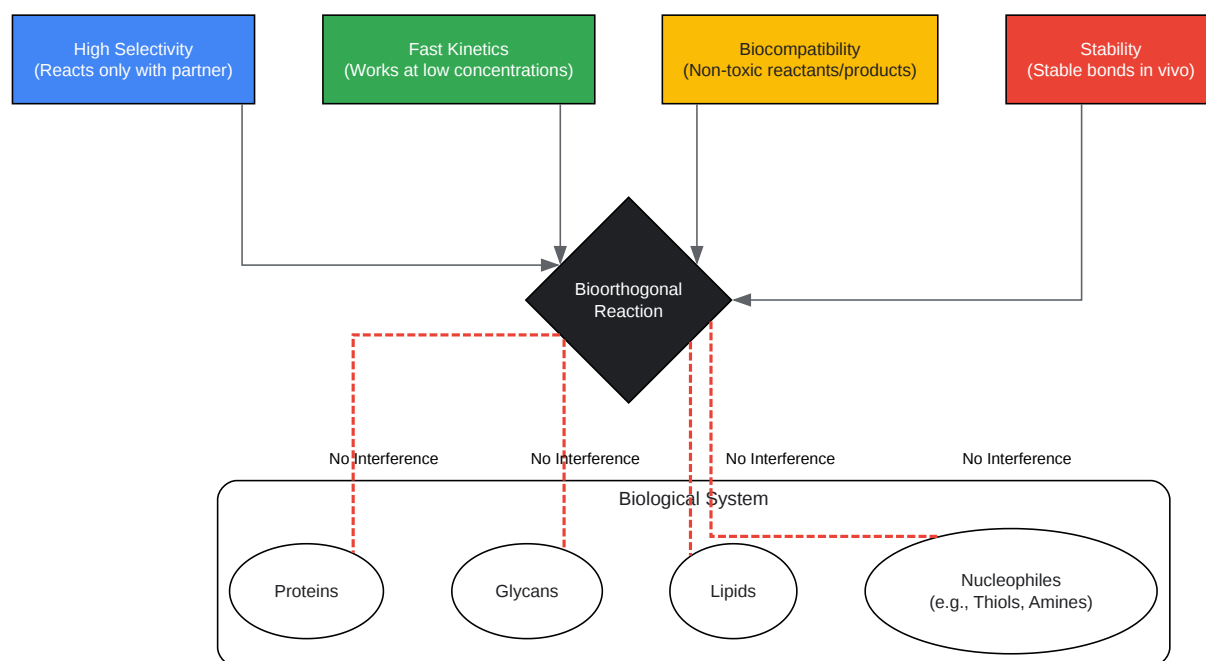 High Selectivity
(Reacts only with partner)
Fast Kinetics
(Works at low concentrations)
Biocompatibility
(Non-toxic reactants/products)
Stability
(Stable bonds in vivo)
Bioorthogonal
Reaction
No Interference
No Interference
No Interference
No Interference
Biological System
Proteins
Glycans
Lipids
Nucleophiles
(e.g., Thiols, Amines)